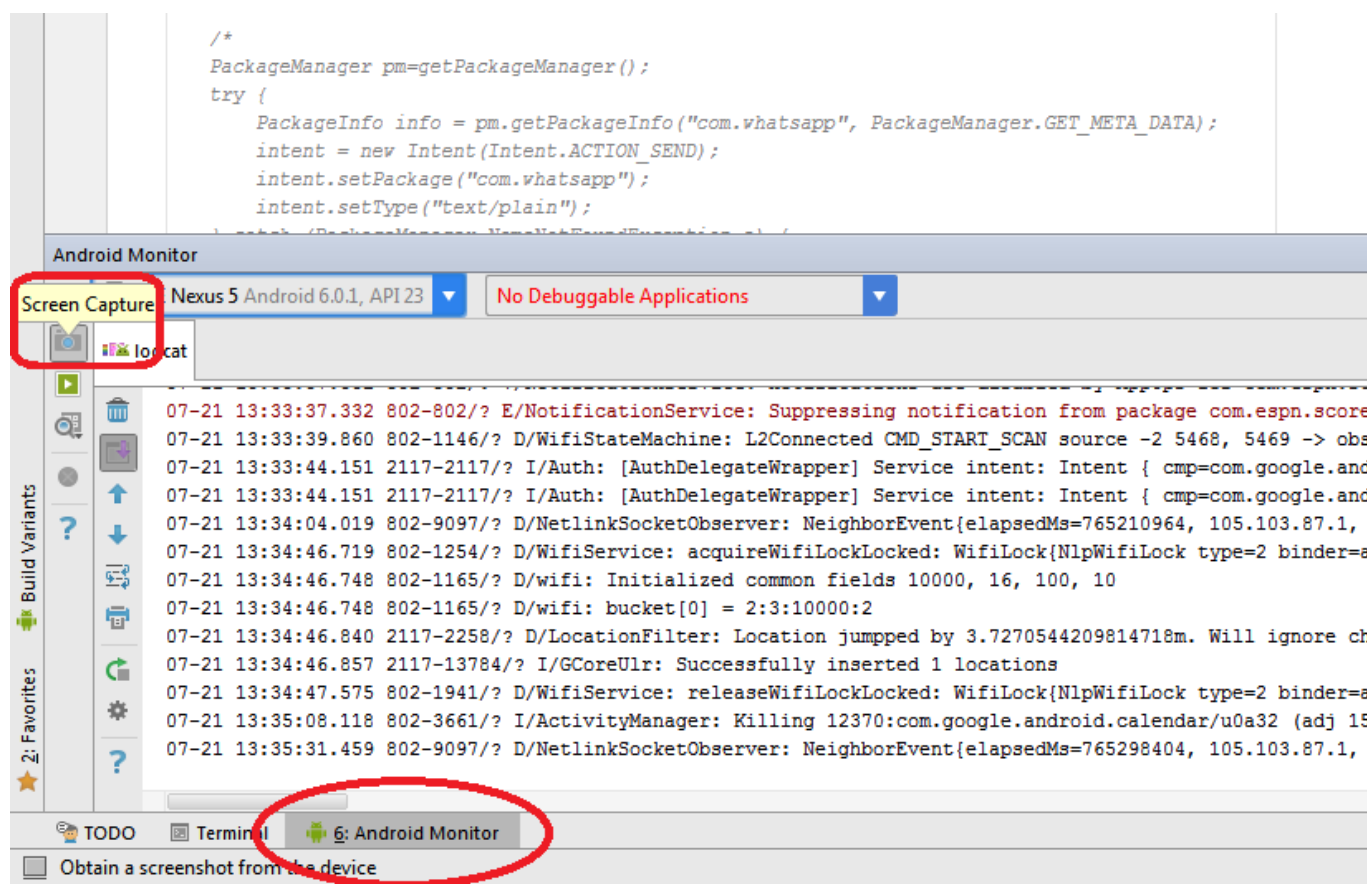 /*
PackageManager pm=getPackageManager();
try {
PackageInfo info = pm.getPackageInfo("com.whatsapp", PackageManager.GET_META_DATA);
intent = new Intent(Intent.ACTION_SEND);
intent.setPackage("com.whatsapp");
intent.setType("text/plain");
Android Monitor
Screen Capture
Nexus 5 Android 6.0.1, API 23
No Debuggable Applications
logcat
07-21 13:33:37.332 802-802/? E/NotificationService: Suppressing notification from package com.espn.score
07-21 13:33:39.860 802-1146/? D/WifiStateMachine: L2Connected CMD_START_SCAN source -2 5468, 5469 -> obs
07-21 13:33:44.151 2117-2117/? I/Auth: [AuthDelegateWrapper] Service intent: Intent { cmp=com.google.and
07-21 13:33:44.151 2117-2117/? I/Auth: [AuthDelegateWrapper] Service intent: Intent { cmp=com.google.and
07-21 13:34:04.019 802-9097/? D/NetlinkSocketObserver: NeighborEvent{elapsedMs=765210964, 105.103.87.1,
07-21 13:34:46.719 802-1254/? D/WifiService: acquireWifiLockLocked: WifiLock{NlpWifiLock type=2 binder=a
07-21 13:34:46.748 802-1165/? D/wifi: Initialized common fields 10000, 16, 100, 10
07-21 13:34:46.748 802-1165/? D/wifi: bucket[0] = 2:3:10000:2
07-21 13:34:46.840 2117-2258/? D/LocationFilter: Location jumpped by 3.7270544209814718m. Will ignore ch
07-21 13:34:46.857 2117-13784/? I/GCoreUlr: Successfully inserted 1 locations
07-21 13:34:47.575 802-1941/? D/WifiService: releaseWifiLockLocked: WifiLock{NlpWifiLock type=2 binder=a
07-21 13:35:08.118 802-3661/? I/ActivityManager: Killing 12370:com.google.android.calendar/u0a32 (adj 15
07-21 13:35:31.459 802-9097/? D/NetlinkSocketObserver: NeighborEvent{elapsedMs=765298404, 105.103.87.1,
Build Variants
2: Favorites
TODO
Terminal
6: Android Monitor
Obtain a screenshot from the device